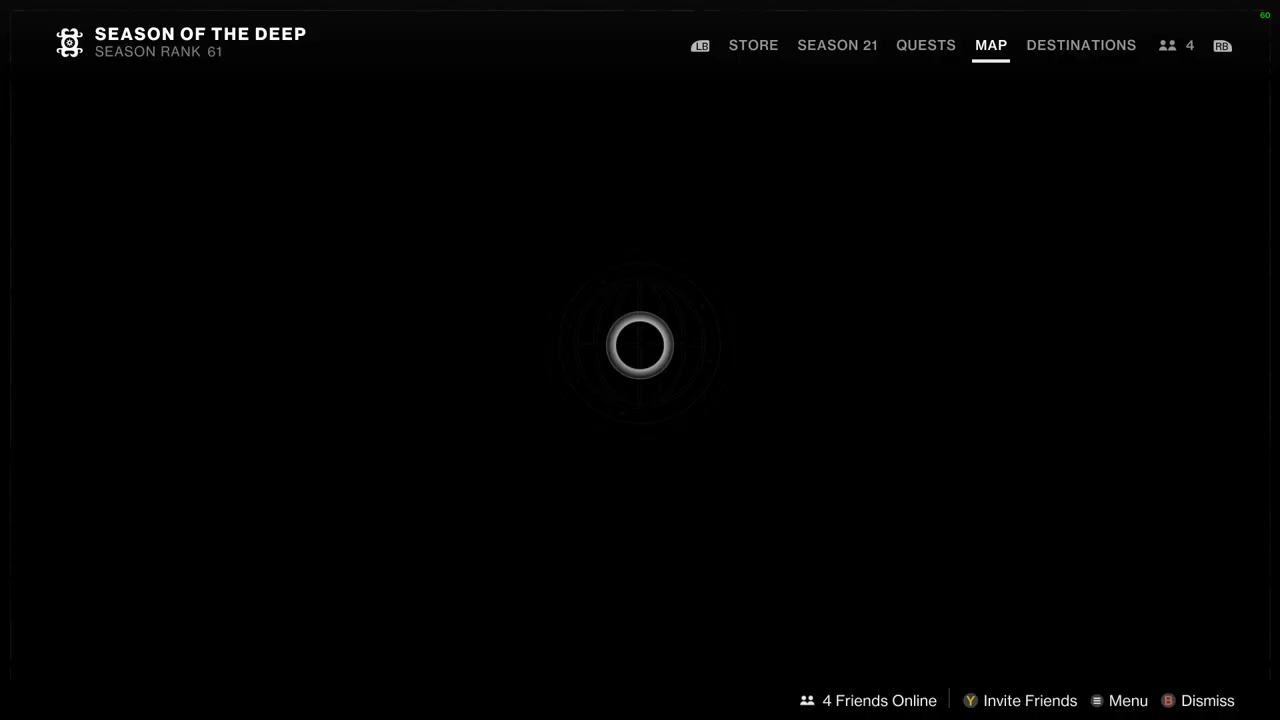 60
SEASON OF THE DEEP
SEASON RANK 61
LB STORE SEASON 21 QUESTS MAP DESTINATIONS 4 RB
4 Friends Online Y Invite Friends Menu B Dismiss